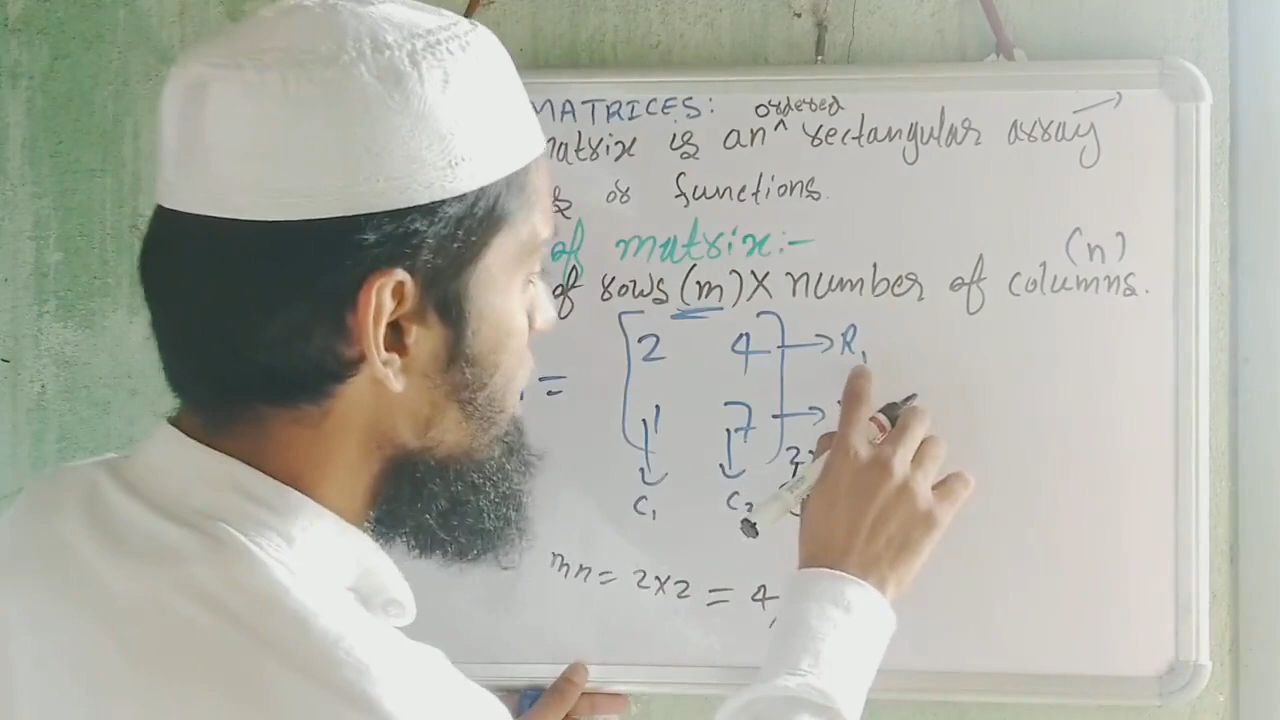 MATRICES:
ordered
matrix is an ^ rectangular array
or functions.
of matrix:-
(n)
of rows (m) X number of columns.
2 4 → R₁
= 1 7 →
C₁ C₂
mn = 2x2 = 4,